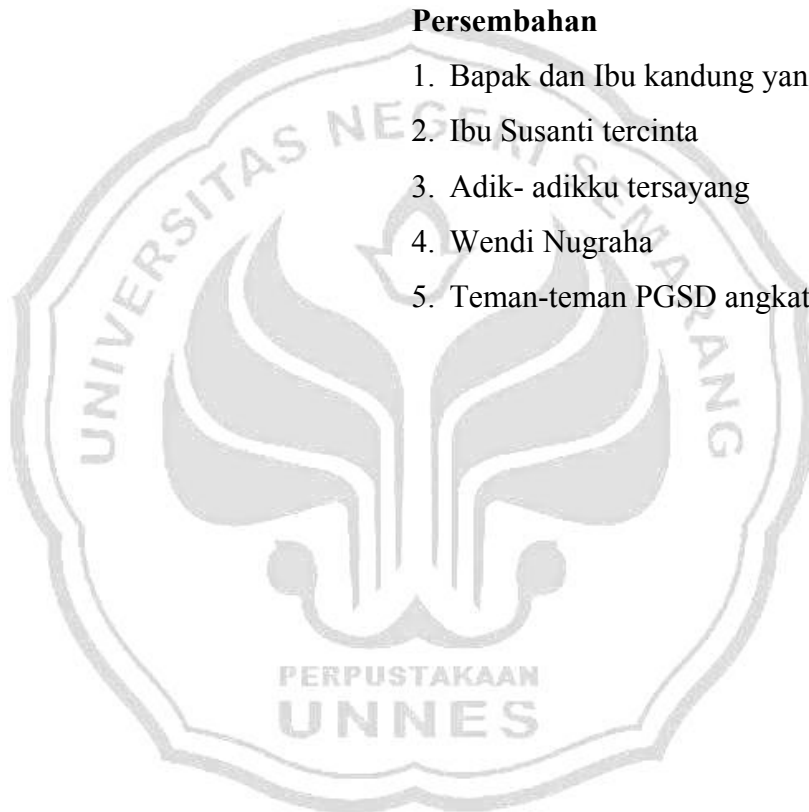 Persembahan
1. Bapak dan Ibu kandung yan
2. Ibu Susanti tercinta
3. Adik- adikku tersayang
4. Wendi Nugraha
5. Teman-teman PGSD angkat
UNIVERSITAS NEGERI SEMARANG
PERPUSTAKAAN
UNNES